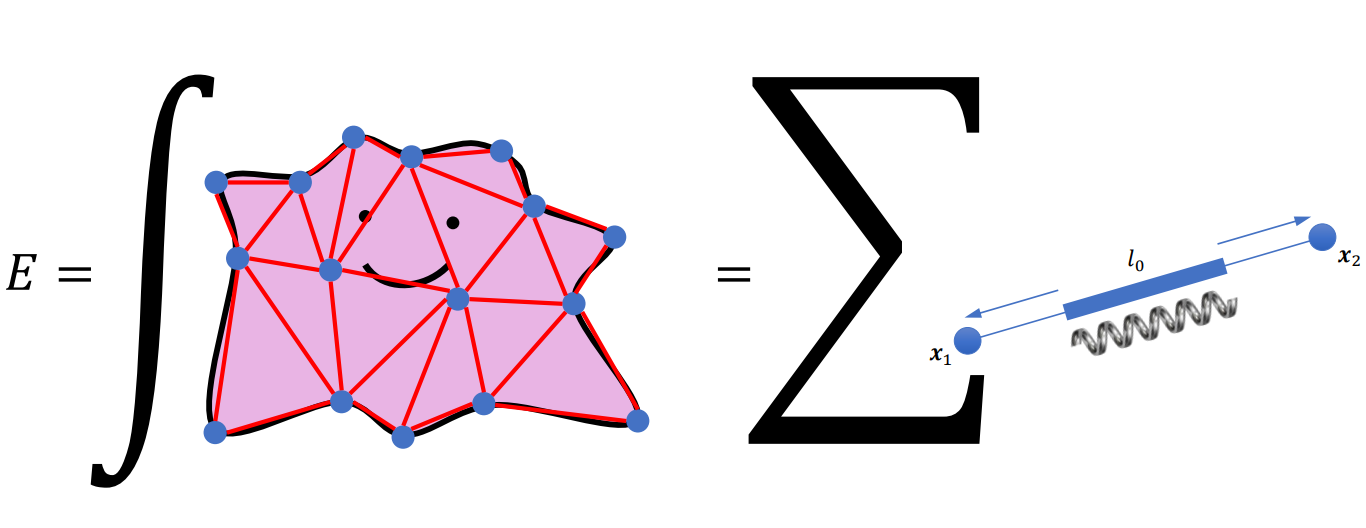 E = ∫ = ∑
l₀
x₂
x₁